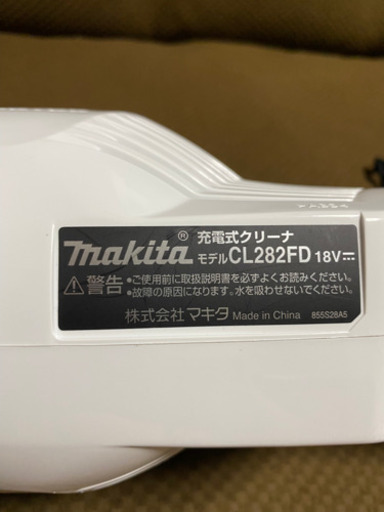 makita® 充電式クリーナ
モデルCL282FD 18V⎓
⚠警告 •ご使用前に取扱説明書を必ずよくお読みください。
•故障の原因になります。水を吸わせないでください。
株式会社マキタ Made in China 855S28A5